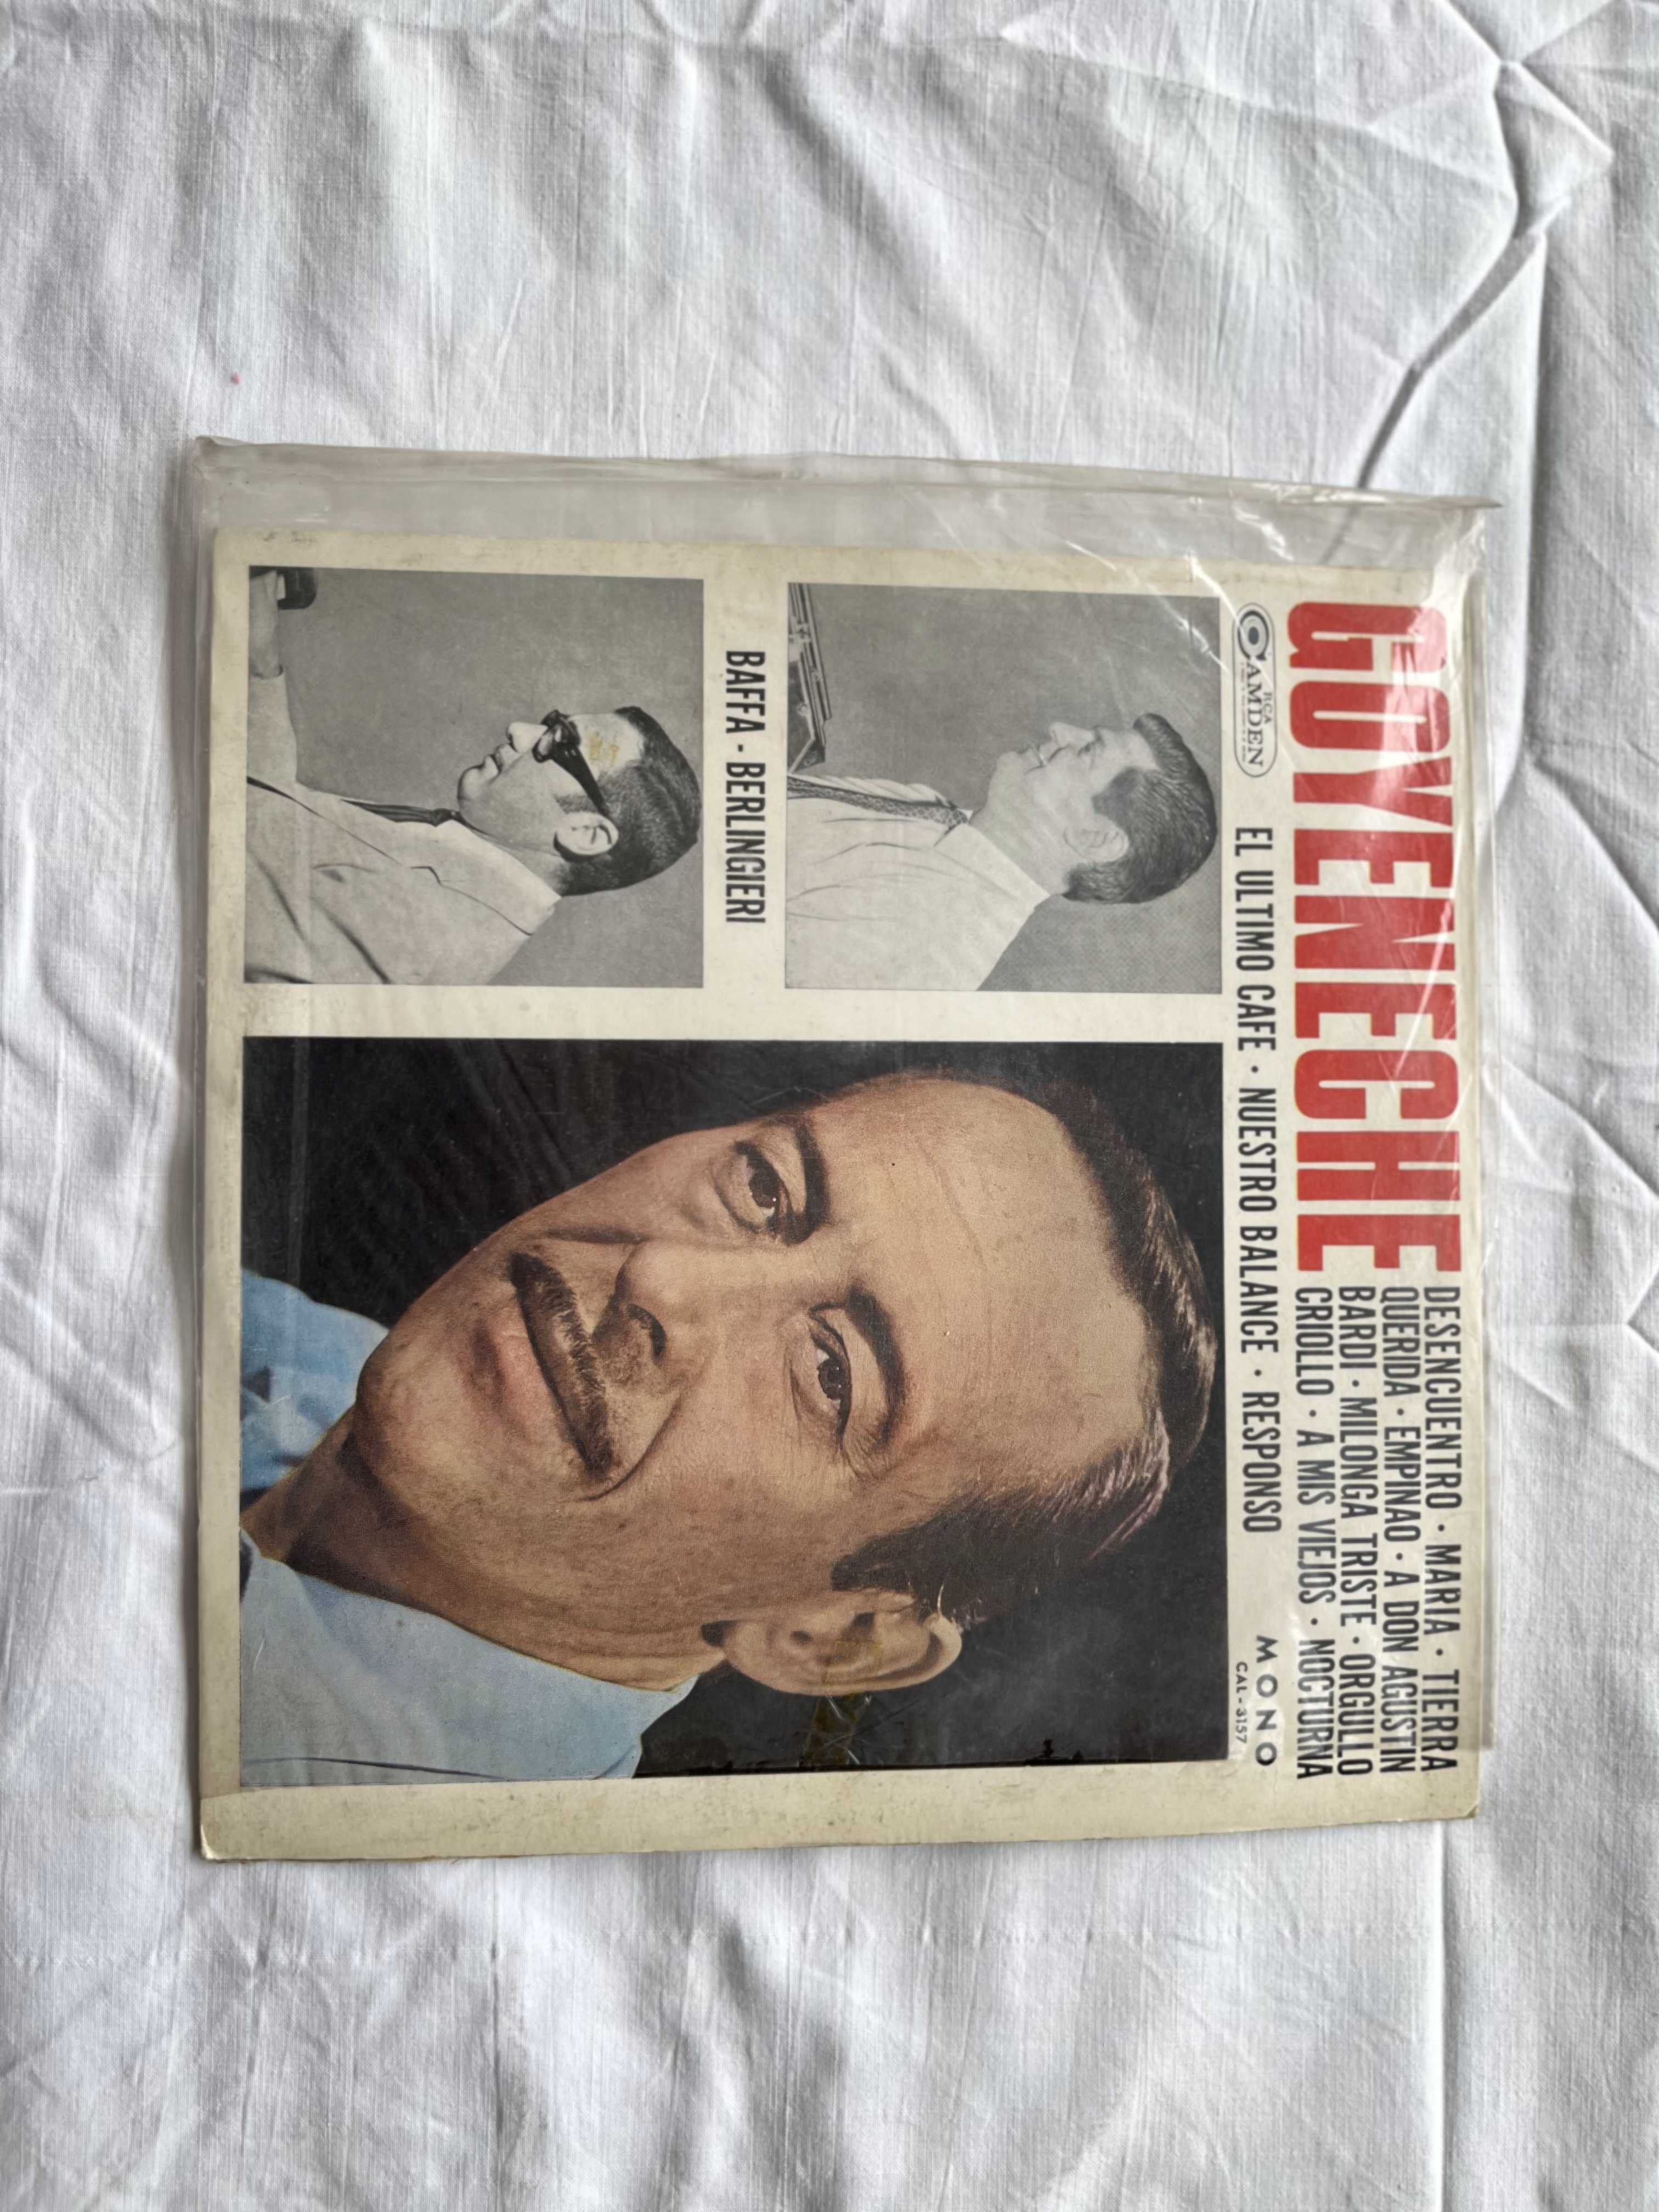 GOYENECHE
DESENCUENTRO · MARIA · TIERRA
QUERIDA · EMPINAO · A DON AGUSTIN
BARDI · MILONGA TRISTE · ORGULLO
CRIOLLO · A MIS VIEJOS · NOCTURNA
RCA
CAMDEN
EL ULTIMO CAFE · NUESTRO BALANCE · RESPONSO
MONO
CAL-3157
BAFFA · BERLINGIERI